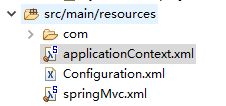 src/main/resources
com
applicationContext.xml
Configuration.xml
springMvc.xml